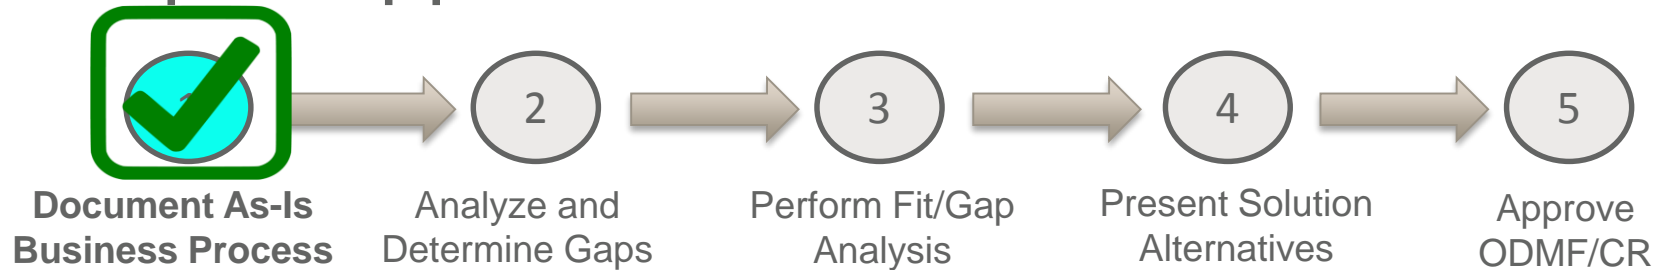 2
3
4
5
Document As-Is
Business Process
Analyze and
Determine Gaps
Perform Fit/Gap
Analysis
Present Solution
Alternatives
Approve
ODMF/CR